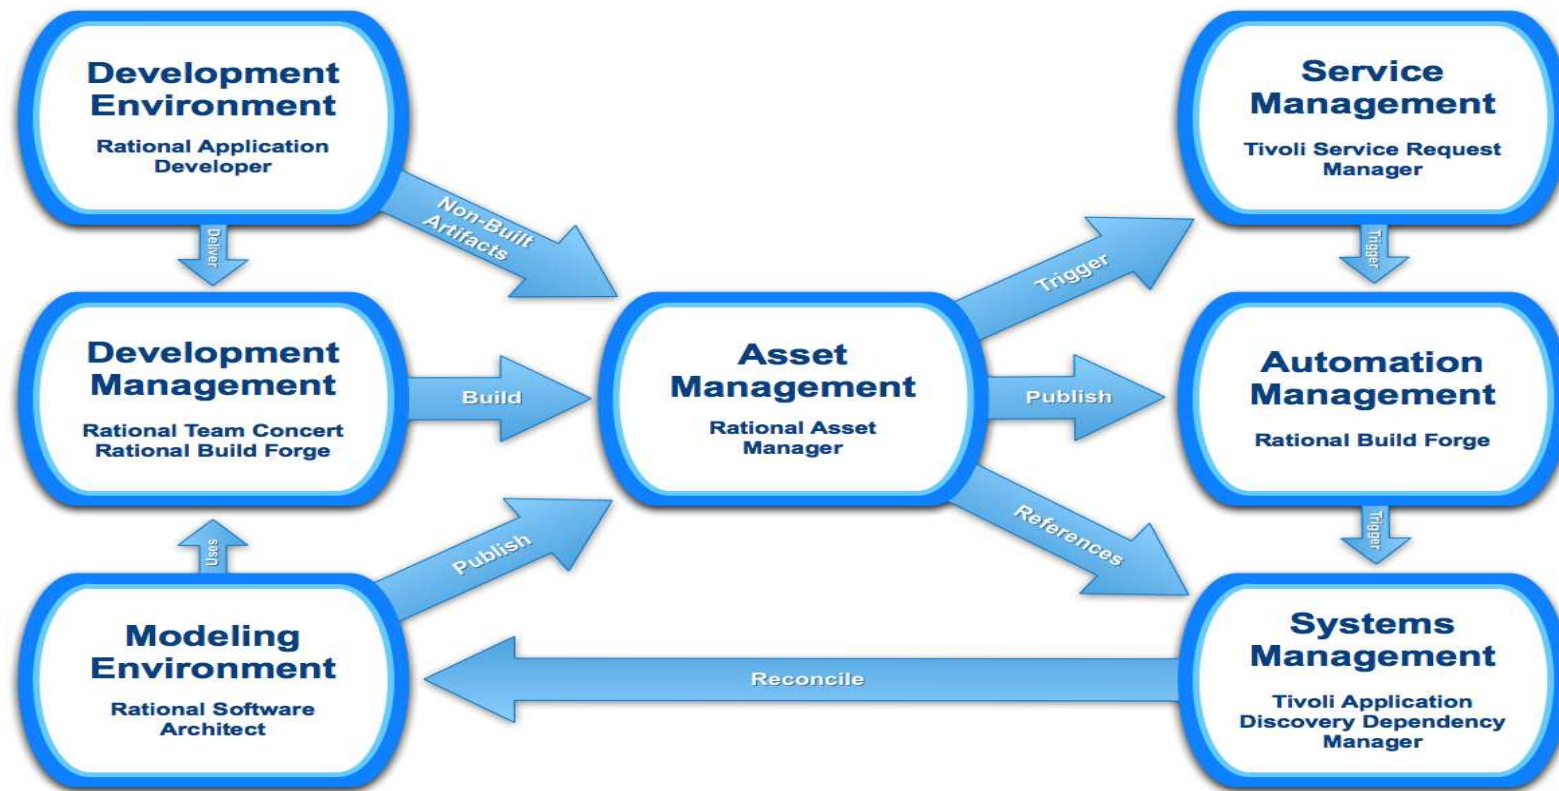 Development
Environment
Rational Application
Developer
Service
Management
Tivoli Service Request
Manager
Non-Built
Artifacts
Deliver
Trigger
Trigger
Development
Management
Rational Team Concert
Rational Build Forge
Build
Asset
Management
Rational Asset
Manager
Publish
Automation
Management
Rational Build Forge
Uses
Publish
References
Trigger
Modeling
Environment
Rational Software
Architect
Reconcile
Systems
Management
Tivoli Application
Discovery Dependency
Manager